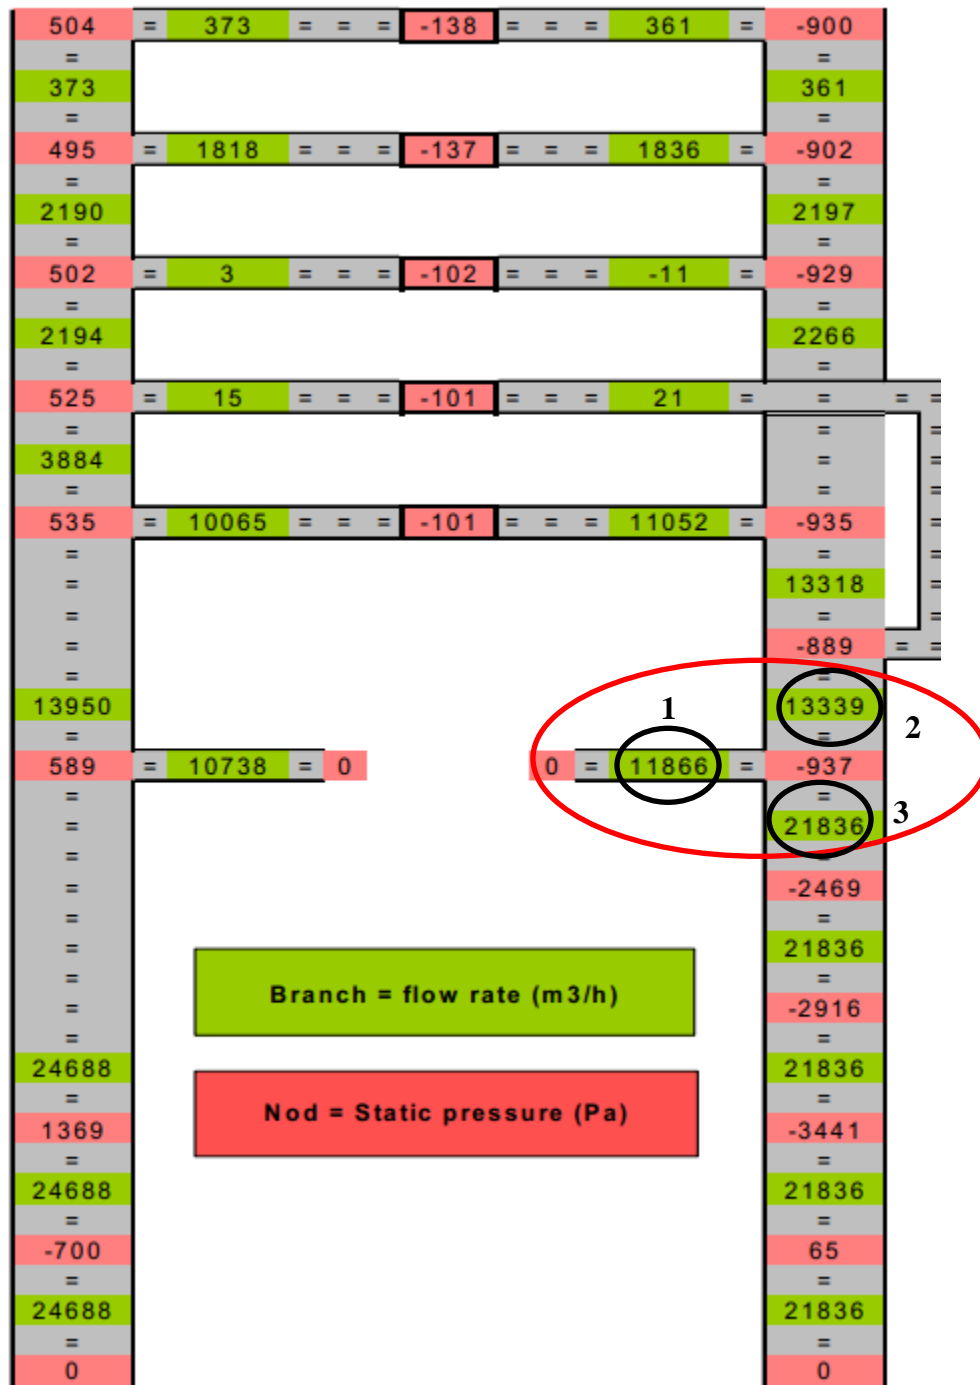 504 = 373 = = = -138 = = = 361 = -900
= =
373 361
= =
495 = 1818 = = = -137 = = = 1836 = -902
= =
2190 2197
= =
502 = 3 = = = -102 = = = -11 = -929
= =
2194 2266
= =
525 = 15 = = = -101 = = = 21 = = = =
= = =
3884 = =
= = =
535 = 10065 = = = -101 = = = 11052 = -935 =
= = =
= 13318 =
= = =
= -889 = =
= =
13950 1 13339 2
= =
589 = 10738 = 0 0 = 11866 = -937
= =
= 21836 3
= =
= -2469
= =
= 21836
= =
= -2916
= =
24688 21836
= =
1369 -3441
= =
24688 21836
= =
-700 65
= =
24688 21836
= =
0 0
Branch = flow rate (m3/h)
Nod = Static pressure (Pa)